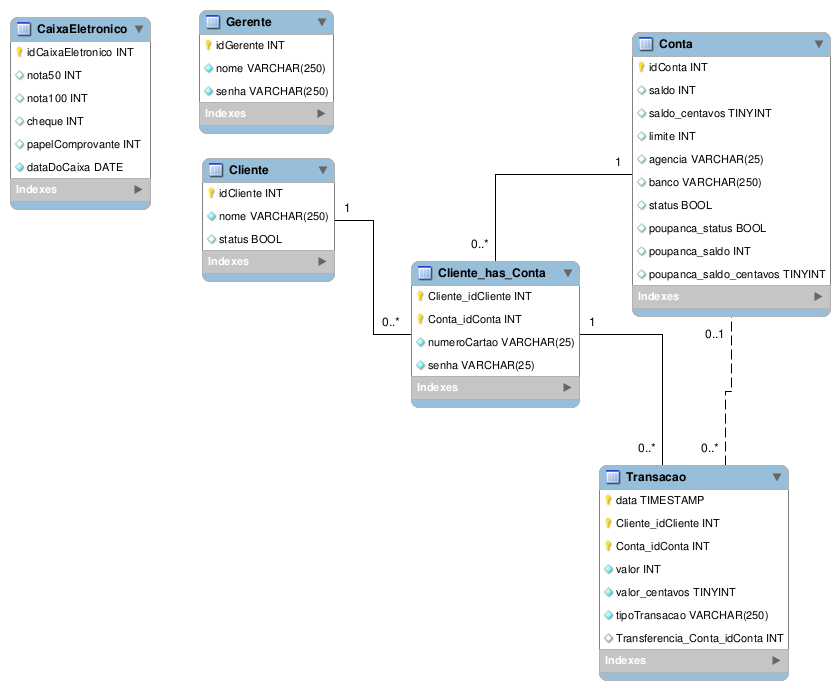 CaixaEletronico
idCaixaEletronico INT
nota50 INT
nota100 INT
cheque INT
papelComprovante INT
dataDoCaixa DATE
Indexes
Gerente
idGerente INT
nome VARCHAR(250)
senha VARCHAR(250)
Indexes
Cliente
idCliente INT
nome VARCHAR(250)
status BOOL
Indexes
1
0..*
Conta
idConta INT
saldo INT
saldo_centavos TINYINT
limite INT
agencia VARCHAR(25)
banco VARCHAR(250)
status BOOL
poupanca_status BOOL
poupanca_saldo INT
poupanca_saldo_centavos TINYINT
Indexes
1
0..*
Cliente_has_Conta
Cliente_idCliente INT
Conta_idConta INT
numeroCartao VARCHAR(25)
senha VARCHAR(25)
Indexes
1
0..*
0..1
0..*
Transacao
data TIMESTAMP
Cliente_idCliente INT
Conta_idConta INT
valor INT
valor_centavos TINYINT
tipoTransacao VARCHAR(250)
Transferencia_Conta_idConta INT
Indexes